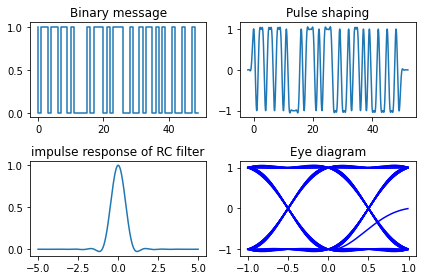 Binary message
1.0
0.5
0.0
0 20 40
Pulse shaping
1
0
−1
0 20 40
impulse response of RC filter
1.0
0.5
0.0
−5.0 −2.5 0.0 2.5 5.0
Eye diagram
1
0
−1
−1.0 −0.5 0.0 0.5 1.0